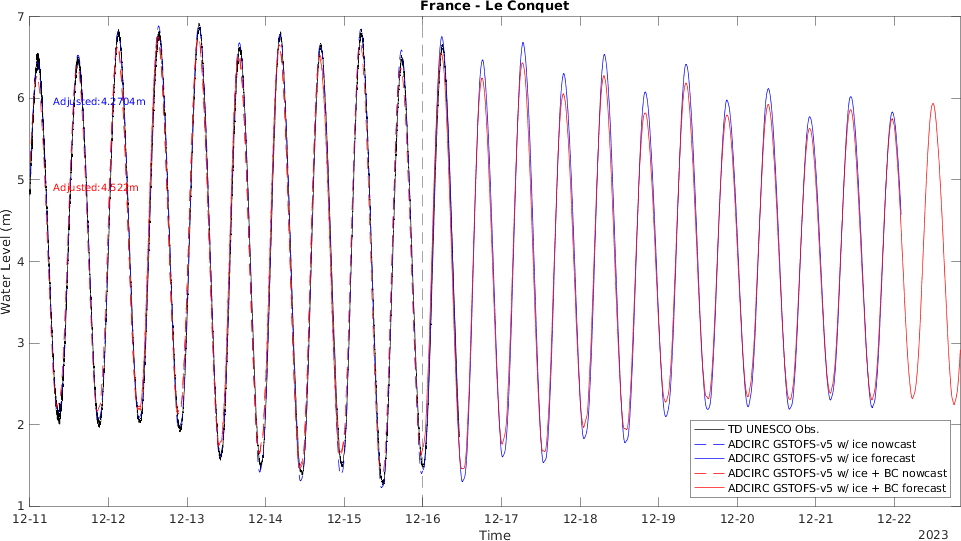 France - Le Conquet
7
6
5
4
3
2
1
Water Level (m)
Adjusted:4.2704m
Adjusted:4.522m
TD UNESCO Obs.
ADCIRC GSTOFS-v5 w/ ice nowcast
ADCIRC GSTOFS-v5 w/ ice forecast
ADCIRC GSTOFS-v5 w/ ice + BC nowcast
ADCIRC GSTOFS-v5 w/ ice + BC forecast
12-11 12-12 12-13 12-14 12-15 12-16 12-17 12-18 12-19 12-20 12-21 12-22
Time
2023